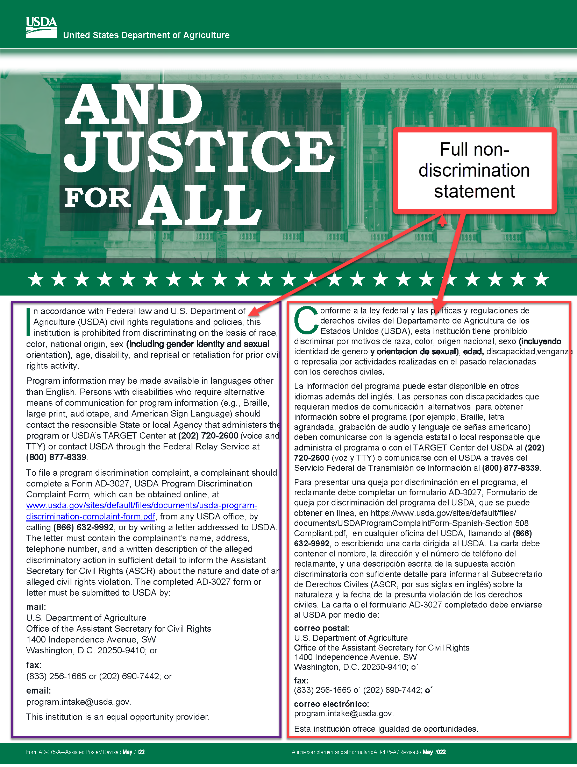 USDA
United States Department of Agriculture
AND
JUSTICE
FOR ALL
Full non-
discrimination
statement
In accordance with Federal law and U.S. Department of
Agriculture (USDA) civil rights regulations and policies, this
institution is prohibited from discriminating on the basis of race,
color, national origin, sex (including gender identity and sexual
orientation), age, disability, and reprisal or retaliation for prior civil
rights activity.
Program information may be made available in languages other
than English. Persons with disabilities who require alternative
means of communication for program information (e.g., Braille,
large print, audiotape, and American Sign Language) should
contact the responsible State or local Agency that administers the
program or USDA's TARGET Center at (202) 720-2600 (voice and
TTY) or contact USDA through the Federal Relay Service at
(800) 877-8339.
To file a program discrimination complaint, a complainant should
complete a Form AD-3027, USDA Program Discrimination
Complaint Form, which can be obtained online, at
www.usda.gov/sites/default/files/documents/usda-program-
discrimination-complaint-form.pdf, from any USDA office, by
calling (866) 632-9992, or by writing a letter addressed to USDA.
The letter must contain the complainant's name, address,
telephone number, and a written description of the alleged
discriminatory action in sufficient detail to inform the Assistant
Secretary for Civil Rights (ASCR) about the nature and date of an
alleged civil rights violation. The completed AD-3027 form or
letter must be submitted to USDA by:
mail:
U.S. Department of Agriculture
Office of the Assistant Secretary for Civil Rights
1400 Independence Avenue, SW
Washington, D.C. 20250-9410; or
fax:
(833) 256-1665 or (202) 690-7442; or
email:
program.intake@usda.gov.
This institution is an equal opportunity provider.
Conforme a la ley federal y las políticas y regulaciones de
derechos civiles del Departamento de Agricultura de los
Estados Unidos (USDA), esta institución tiene prohibido
discriminar por motivos de raza, color, origen nacional, sexo (incluyendo
identidad de genero y orientacion de sexual), edad, discapacidad,venganza
o represalia por actividades realizadas en el pasado relacionadas
con los derechos civiles.
La información del programa puede estar disponible en otros
idiomas además del inglés. Las personas con discapacidades que
requieran medios de comunicación alternativos para obtener
información sobre el programa (por ejemplo, Braille, letra
agrandada, grabación de audio y lenguaje de señas americano)
deben comunicarse con la agencia estatal o local responsable que
administra el programa o con el TARGET Center del USDA al (202)
720-2600 (voz y TTY) o comunicarse con el USDA a través del
Servicio Federal de Transmisión de Información al (800) 877-8339.
Para presentar una queja por discriminación en el programa, el
reclamante debe completar un formulario AD-3027, Formulario de
queja por discriminación del programa del USDA, que se puede
obtener en línea, en https://www.usda.gov/sites/default/files/
documents/USDAProgramComplaintForm-Spanish-Section 508
Compliant.pdf, en cualquier oficina del USDA, llamando al (866)
632-9992, o escribiendo una carta dirigida al USDA. La carta debe
contener el nombre, la dirección y el número de teléfono del
reclamante, y una descripción escrita de la supuesta acción
discriminatoria con suficiente detalle para informar al Subsecretario
de Derechos Civiles (ASCR, por sus siglas en inglés) sobre la
naturaleza y la fecha de la presunta violación de los derechos
civiles. La carta o el formulario AD-3027 completado debe enviarse
al USDA por medio de:
correo postal:
U.S. Department of Agriculture
Office of the Assistant Secretary for Civil Rights
1400 Independence Avenue, SW
Washington, D.C. 20250-9410; o'
fax:
(833) 256-1665 o' (202) 690-7442; o'
correo electrónico:
program.intake@usda.gov
Esta institución ofrece igualdad de oportunidades.